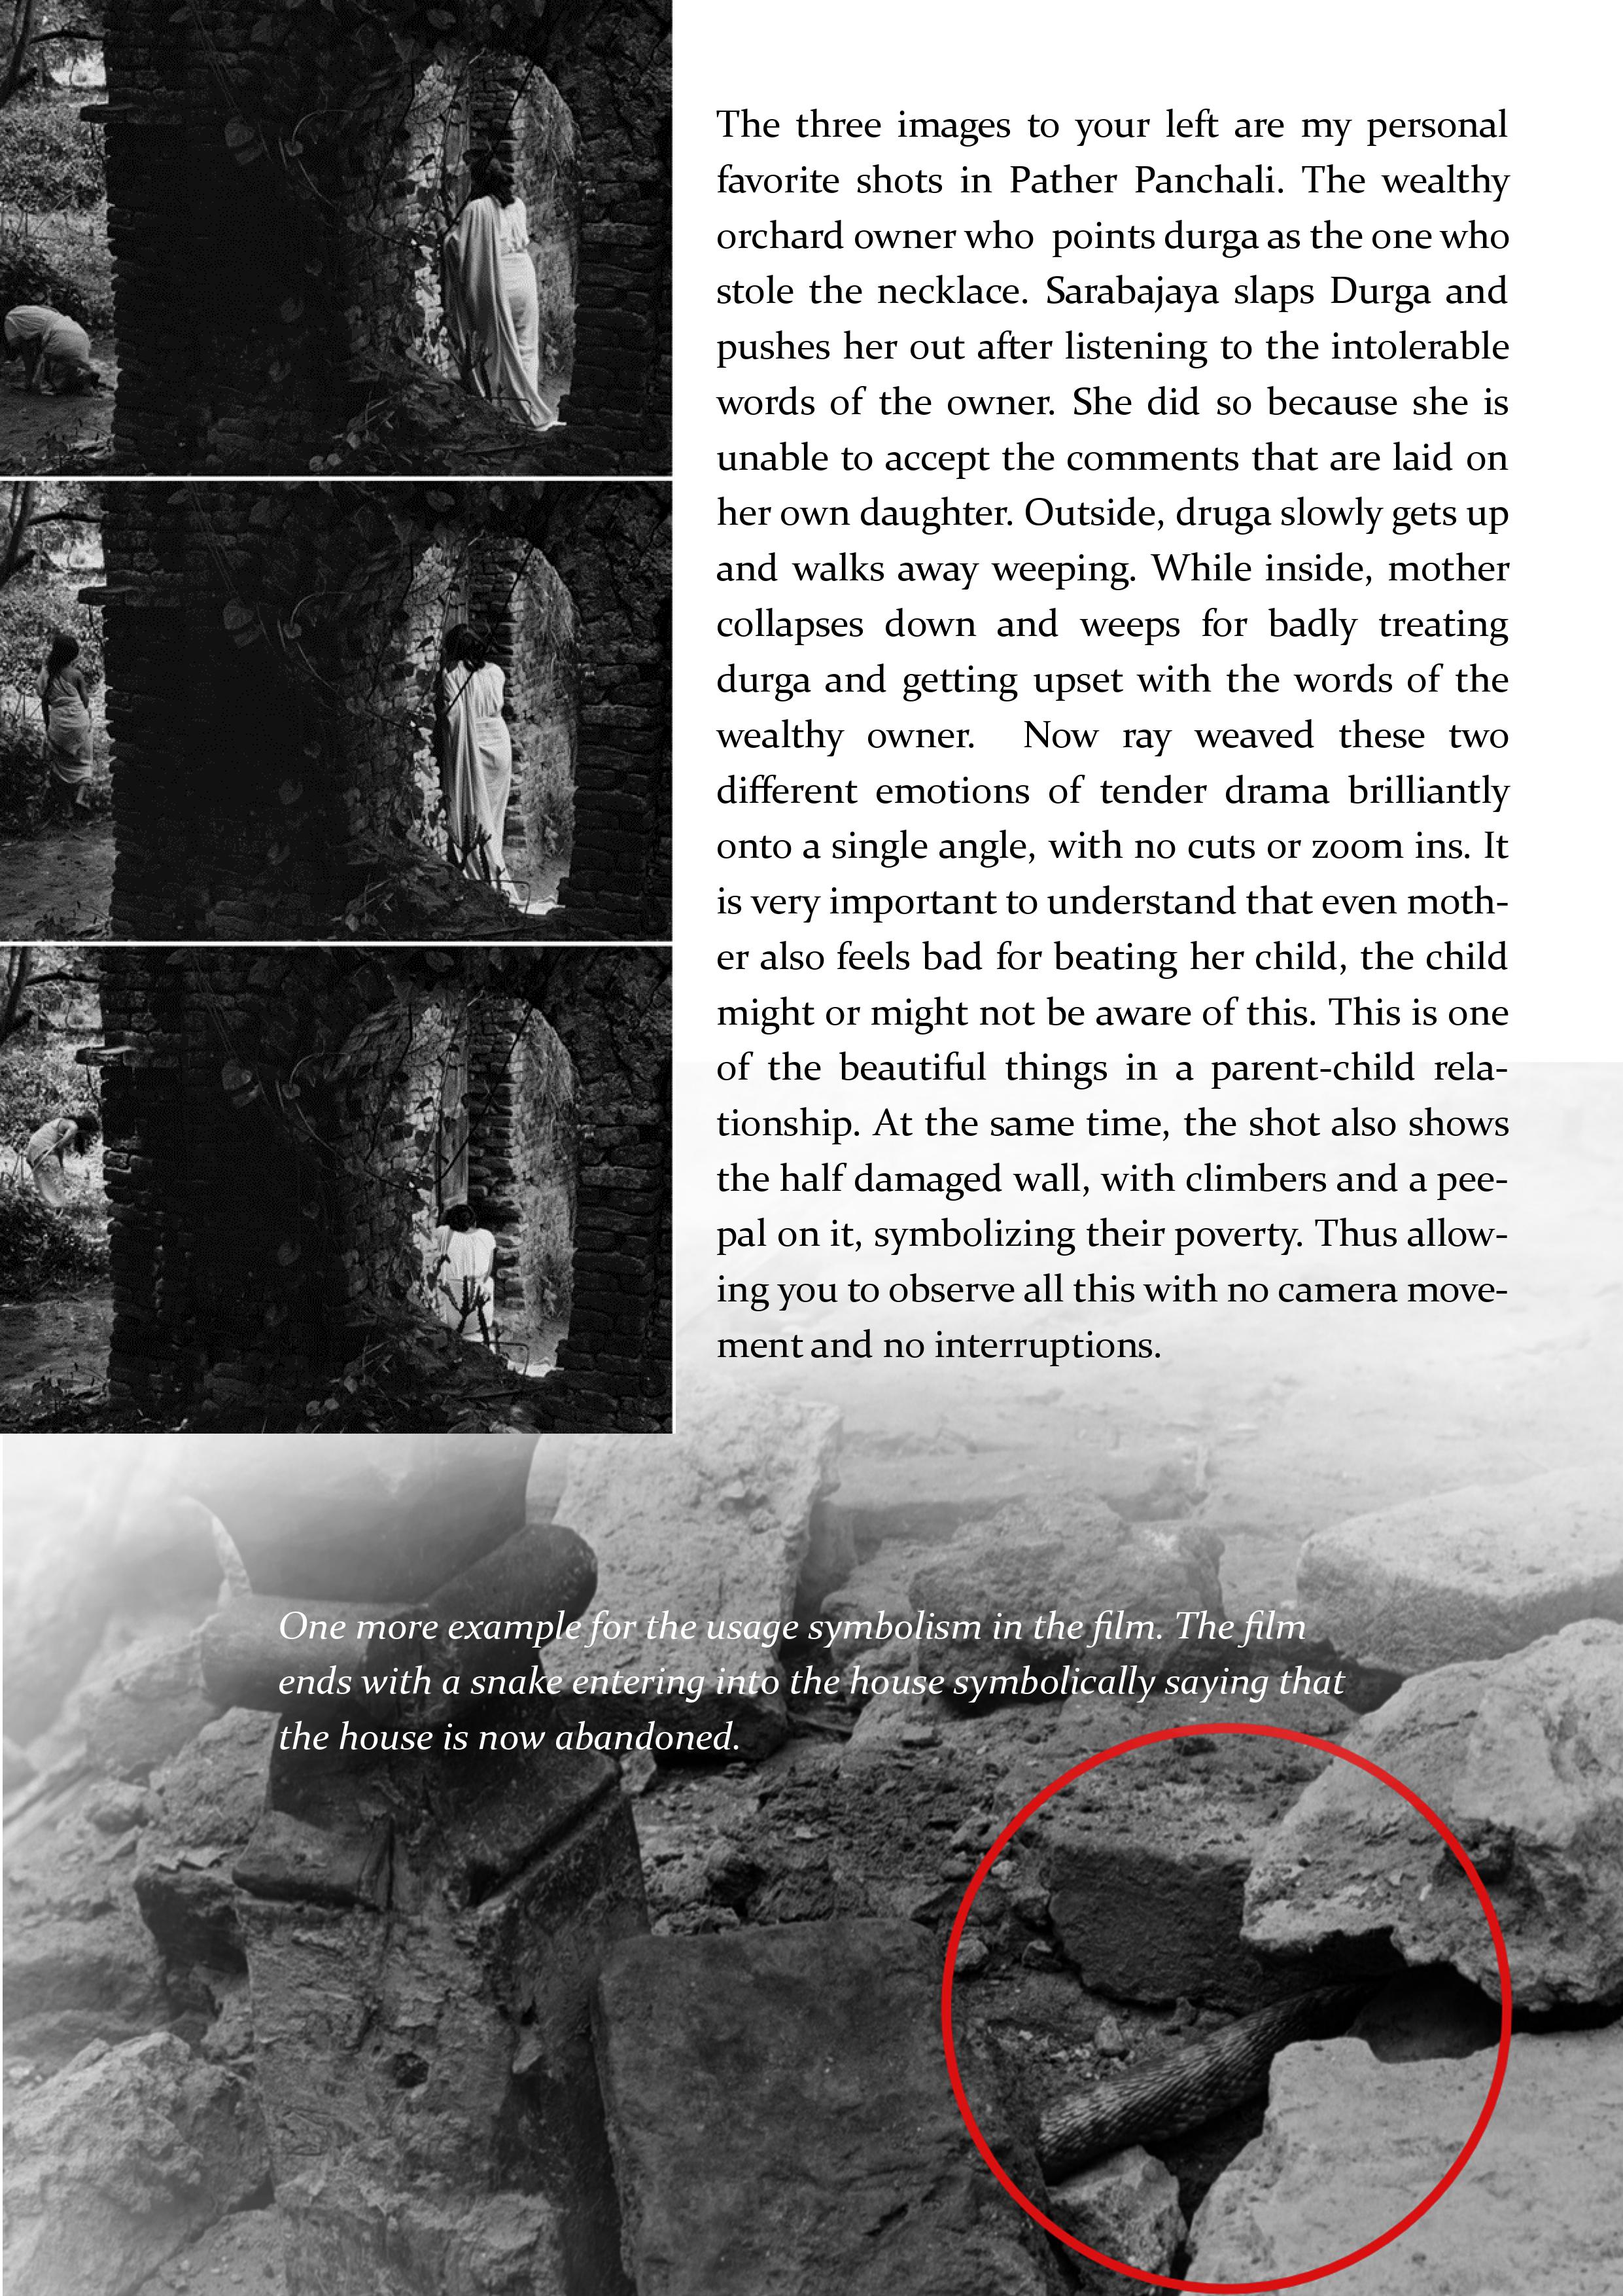 The three images to your left are my personal
favorite shots in Pather Panchali. The wealthy
orchard owner who  points durga as the one who
stole the necklace. Sarabajaya slaps Durga and
pushes her out after listening to the intolerable
words of the owner. She did so because she is
unable to accept the comments that are laid on
her own daughter. Outside, druga slowly gets up
and walks away weeping. While inside, mother
collapses down and weeps for badly treating
durga and getting upset with the words of the
wealthy owner.  Now ray weaved these two
different emotions of tender drama brilliantly
onto a single angle, with no cuts or zoom ins. It
is very important to understand that even moth-
er also feels bad for beating her child, the child
might or might not be aware of this. This is one
of the beautiful things in a parent-child rela-
tionship. At the same time, the shot also shows
the half damaged wall, with climbers and a pee-
pal on it, symbolizing their poverty. Thus allow-
ing you to observe all this with no camera move-
ment and no interruptions.
One more example for the usage symbolism in the film. The film
ends with a snake entering into the house symbolically saying that
the house is now abandoned.